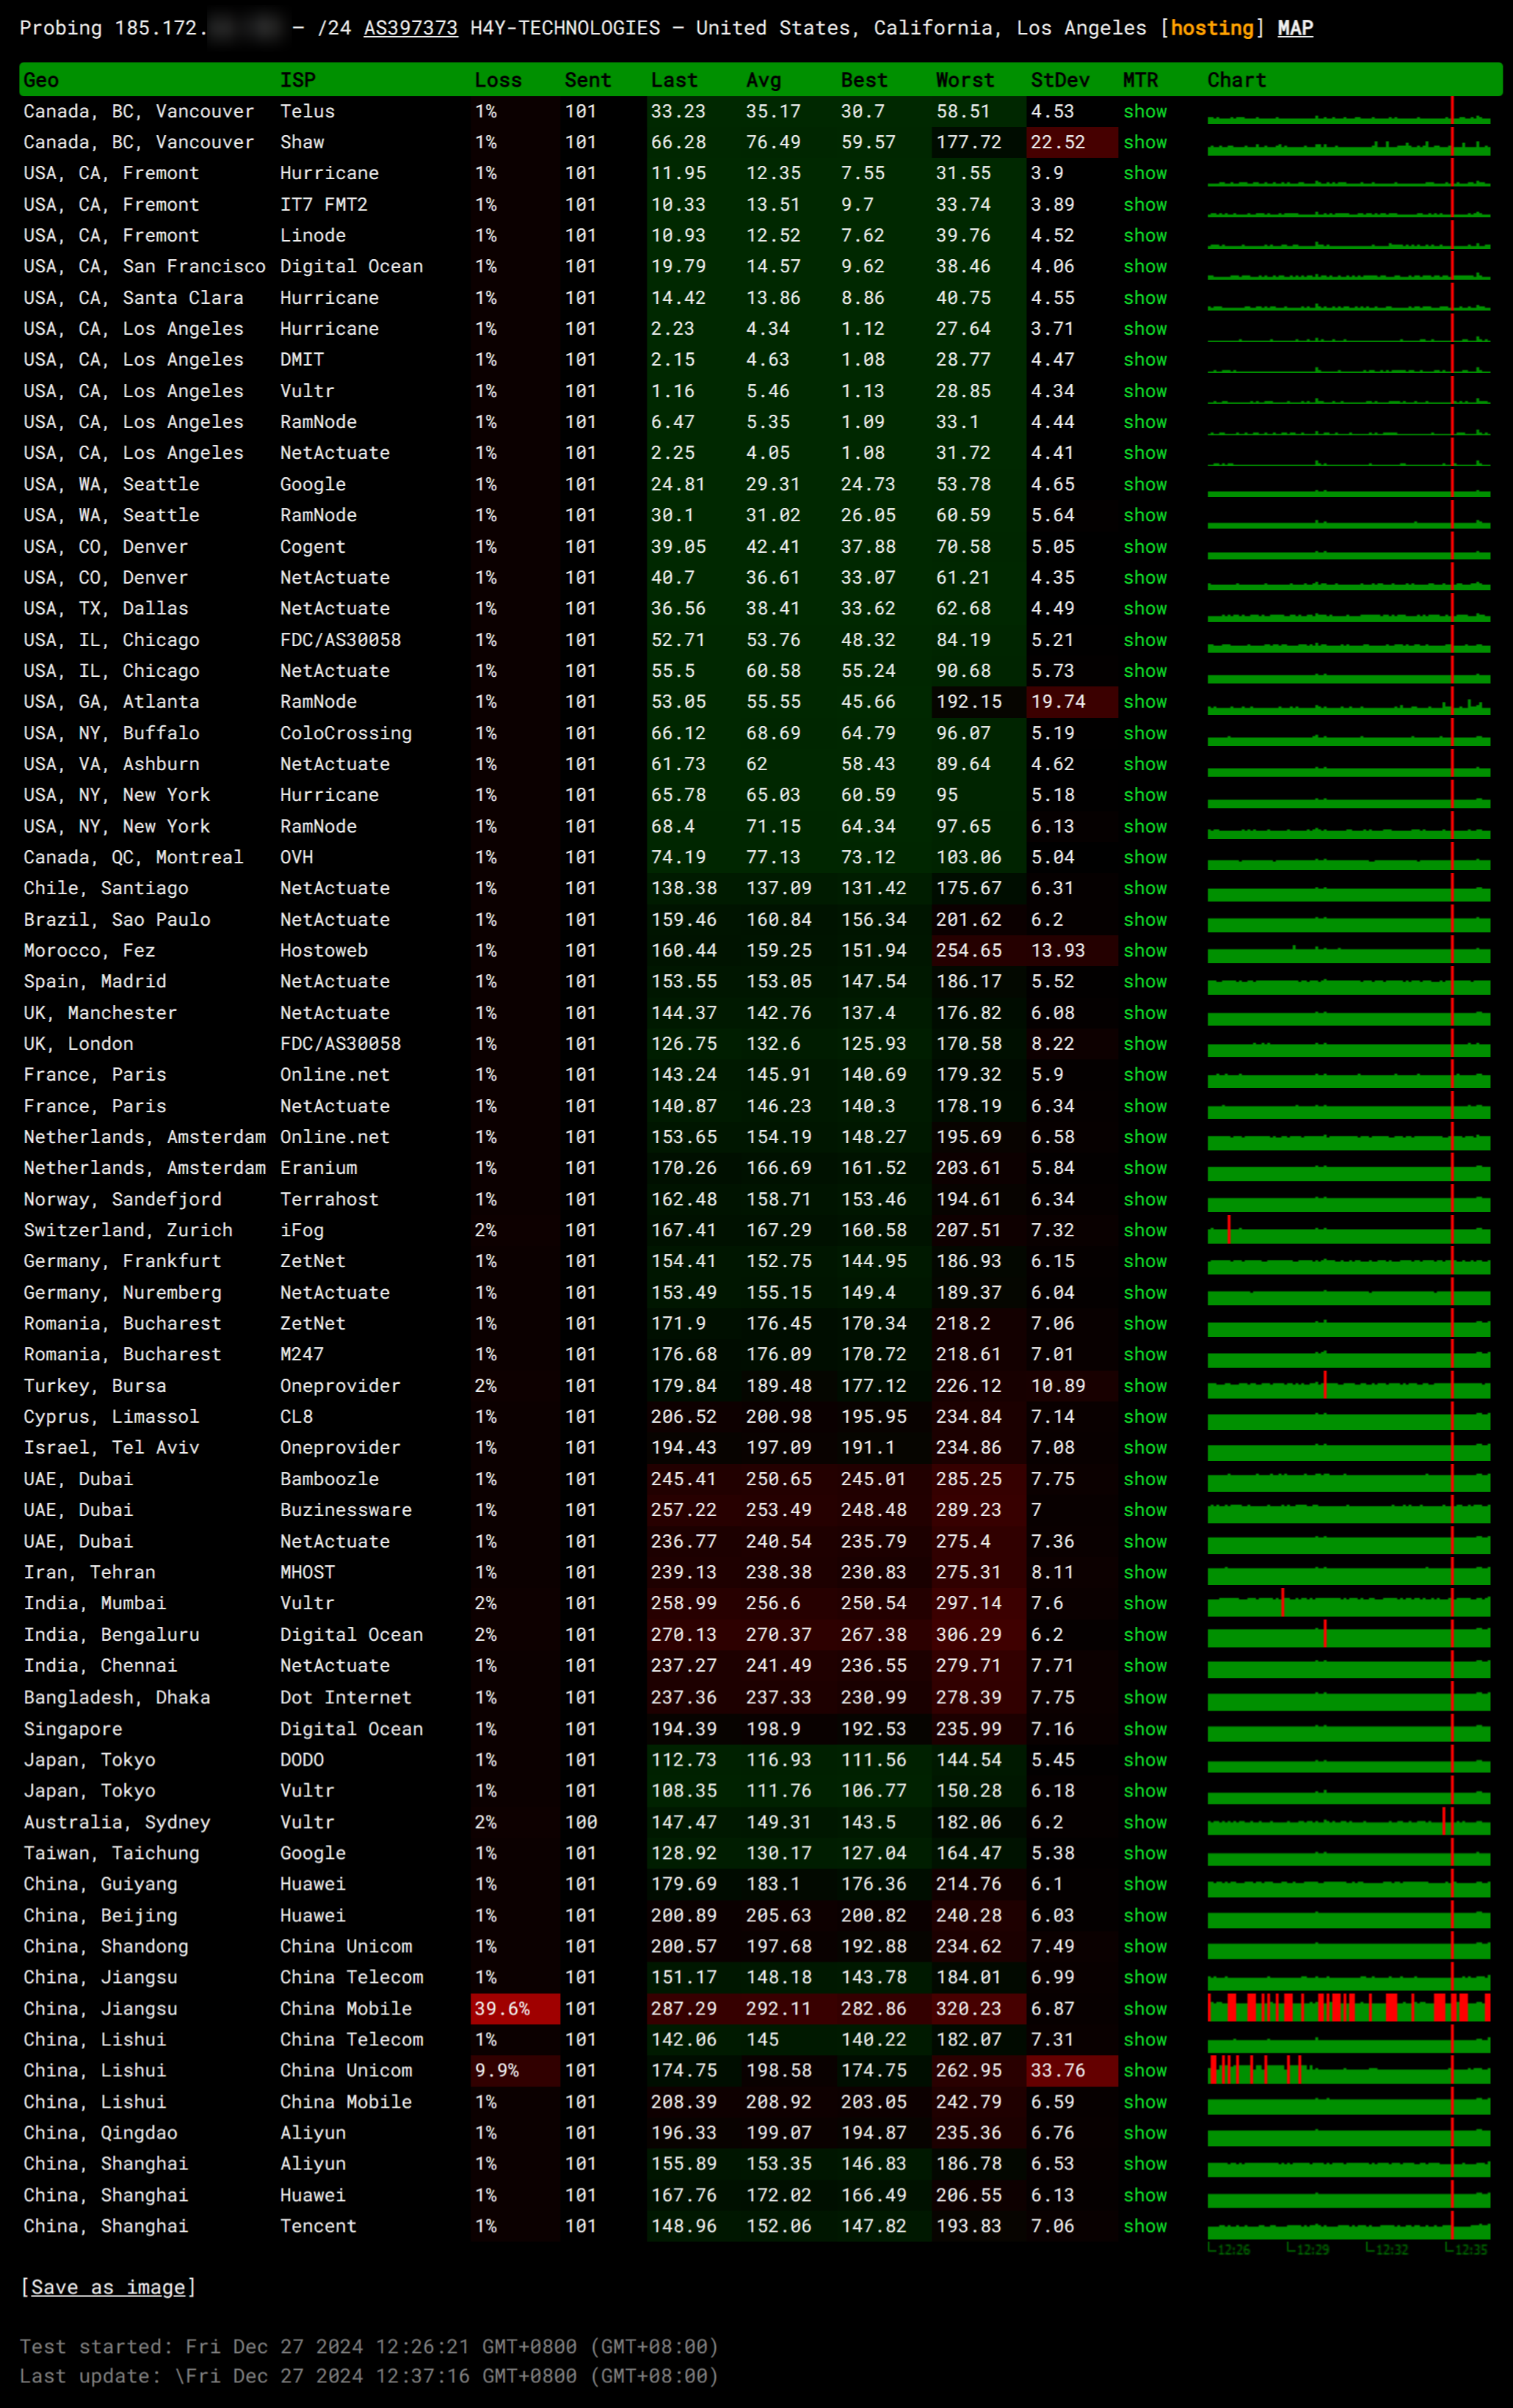 Probing 185.172. — /24 AS397373 H4Y-TECHNOLOGIES — United States, California, Los Angeles [hosting] MAP
Geo ISP Loss Sent Last Avg Best Worst StDev MTR Chart
Canada, BC, Vancouver Telus 1% 101 33.23 35.17 30.7 58.51 4.53 show
Canada, BC, Vancouver Shaw 1% 101 66.28 76.49 59.57 177.72 22.52 show
USA, CA, Fremont Hurricane 1% 101 11.95 12.35 7.55 31.55 3.9 show
USA, CA, Fremont IT7 FMT2 1% 101 10.33 13.51 9.7 33.74 3.89 show
USA, CA, Fremont Linode 1% 101 10.93 12.52 7.62 39.76 4.52 show
USA, CA, San Francisco Digital Ocean 1% 101 19.79 14.57 9.62 38.46 4.06 show
USA, CA, Santa Clara Hurricane 1% 101 14.42 13.86 8.86 40.75 4.55 show
USA, CA, Los Angeles Hurricane 1% 101 2.23 4.34 1.12 27.64 3.71 show
USA, CA, Los Angeles DMIT 1% 101 2.15 4.63 1.08 28.77 4.47 show
USA, CA, Los Angeles Vultr 1% 101 1.16 5.46 1.13 28.85 4.34 show
USA, CA, Los Angeles RamNode 1% 101 6.47 5.35 1.09 33.1 4.44 show
USA, CA, Los Angeles NetActuate 1% 101 2.25 4.05 1.08 31.72 4.41 show
USA, WA, Seattle Google 1% 101 24.81 29.31 24.73 53.78 4.65 show
USA, WA, Seattle RamNode 1% 101 30.1 31.02 26.05 60.59 5.64 show
USA, CO, Denver Cogent 1% 101 39.05 42.41 37.88 70.58 5.05 show
USA, CO, Denver NetActuate 1% 101 40.7 36.61 33.07 61.21 4.35 show
USA, TX, Dallas NetActuate 1% 101 36.56 38.41 33.62 62.68 4.49 show
USA, IL, Chicago FDC/AS30058 1% 101 52.71 53.76 48.32 84.19 5.21 show
USA, IL, Chicago NetActuate 1% 101 55.5 60.58 55.24 90.68 5.73 show
USA, GA, Atlanta RamNode 1% 101 53.05 55.55 45.66 192.15 19.74 show
USA, NY, Buffalo ColoCrossing 1% 101 66.12 68.69 64.79 96.07 5.19 show
USA, VA, Ashburn NetActuate 1% 101 61.73 62 58.43 89.64 4.62 show
USA, NY, New York Hurricane 1% 101 65.78 65.03 60.59 95 5.18 show
USA, NY, New York RamNode 1% 101 68.4 71.15 64.34 97.65 6.13 show
Canada, QC, Montreal OVH 1% 101 74.19 77.13 73.12 103.06 5.04 show
Chile, Santiago NetActuate 1% 101 138.38 137.09 131.42 175.67 6.31 show
Brazil, Sao Paulo NetActuate 1% 101 159.46 160.84 156.34 201.62 6.2 show
Morocco, Fez Hostoweb 1% 101 160.44 159.25 151.94 254.65 13.93 show
Spain, Madrid NetActuate 1% 101 153.55 153.05 147.54 186.17 5.52 show
UK, Manchester NetActuate 1% 101 144.37 142.76 137.4 176.82 6.08 show
UK, London FDC/AS30058 1% 101 126.75 132.6 125.93 170.58 8.22 show
France, Paris Online.net 1% 101 143.24 145.91 140.69 179.32 5.9 show
France, Paris NetActuate 1% 101 140.87 146.23 140.3 178.19 6.34 show
Netherlands, Amsterdam Online.net 1% 101 153.65 154.19 148.27 195.69 6.58 show
Netherlands, Amsterdam Eranium 1% 101 170.26 166.69 161.52 203.61 5.84 show
Norway, Sandefjord Terrahost 1% 101 162.48 158.71 153.46 194.61 6.34 show
Switzerland, Zurich iFog 2% 101 167.41 167.29 160.58 207.51 7.32 show
Germany, Frankfurt ZetNet 1% 101 154.41 152.75 144.95 186.93 6.15 show
Germany, Nuremberg NetActuate 1% 101 153.49 155.15 149.4 189.37 6.04 show
Romania, Bucharest ZetNet 1% 101 171.9 176.45 170.34 218.2 7.06 show
Romania, Bucharest M247 1% 101 176.68 176.09 170.72 218.61 7.01 show
Turkey, Bursa Oneprovider 2% 101 179.84 189.48 177.12 226.12 10.89 show
Cyprus, Limassol CL8 1% 101 206.52 200.98 195.95 234.84 7.14 show
Israel, Tel Aviv Oneprovider 1% 101 194.43 197.09 191.1 234.86 7.08 show
UAE, Dubai Bamboozle 1% 101 245.41 250.65 245.01 285.25 7.75 show
UAE, Dubai Buzinessware 1% 101 257.22 253.49 248.48 289.23 7 show
UAE, Dubai NetActuate 1% 101 236.77 240.54 235.79 275.4 7.36 show
Iran, Tehran MHOST 1% 101 239.13 238.38 230.83 275.31 8.11 show
India, Mumbai Vultr 2% 101 258.99 256.6 250.54 297.14 7.6 show
India, Bengaluru Digital Ocean 2% 101 270.13 270.37 267.38 306.29 6.2 show
India, Chennai NetActuate 1% 101 237.27 241.49 236.55 279.71 7.71 show
Bangladesh, Dhaka Dot Internet 1% 101 237.36 237.33 230.99 278.39 7.75 show
Singapore Digital Ocean 1% 101 194.39 198.9 192.53 235.99 7.16 show
Japan, Tokyo DODO 1% 101 112.73 116.93 111.56 144.54 5.45 show
Japan, Tokyo Vultr 1% 101 108.35 111.76 106.77 150.28 6.18 show
Australia, Sydney Vultr 2% 100 147.47 149.31 143.5 182.06 6.2 show
Taiwan, Taichung Google 1% 101 128.92 130.17 127.04 164.47 5.38 show
China, Guiyang Huawei 1% 101 179.69 183.1 176.36 214.76 6.1 show
China, Beijing Huawei 1% 101 200.89 205.63 200.82 240.28 6.03 show
China, Shandong China Unicom 1% 101 200.57 197.68 192.88 234.62 7.49 show
China, Jiangsu China Telecom 1% 101 151.17 148.18 143.78 184.01 6.99 show
China, Jiangsu China Mobile 39.6% 101 287.29 292.11 282.86 320.23 6.87 show
China, Lishui China Telecom 1% 101 142.06 145 140.22 182.07 7.31 show
China, Lishui China Unicom 9.9% 101 174.75 198.58 174.75 262.95 33.76 show
China, Lishui China Mobile 1% 101 208.39 208.92 203.05 242.79 6.59 show
China, Qingdao Aliyun 1% 101 196.33 199.07 194.87 235.36 6.76 show
China, Shanghai Aliyun 1% 101 155.89 153.35 146.83 186.78 6.53 show
China, Shanghai Huawei 1% 101 167.76 172.02 166.49 206.55 6.13 show
China, Shanghai Tencent 1% 101 148.96 152.06 147.82 193.83 7.06 show
12:26 12:29 12:32 12:35
[Save as image]
Test started: Fri Dec 27 2024 12:26:21 GMT+0800 (GMT+08:00)
Last update: \Fri Dec 27 2024 12:37:16 GMT+0800 (GMT+08:00)